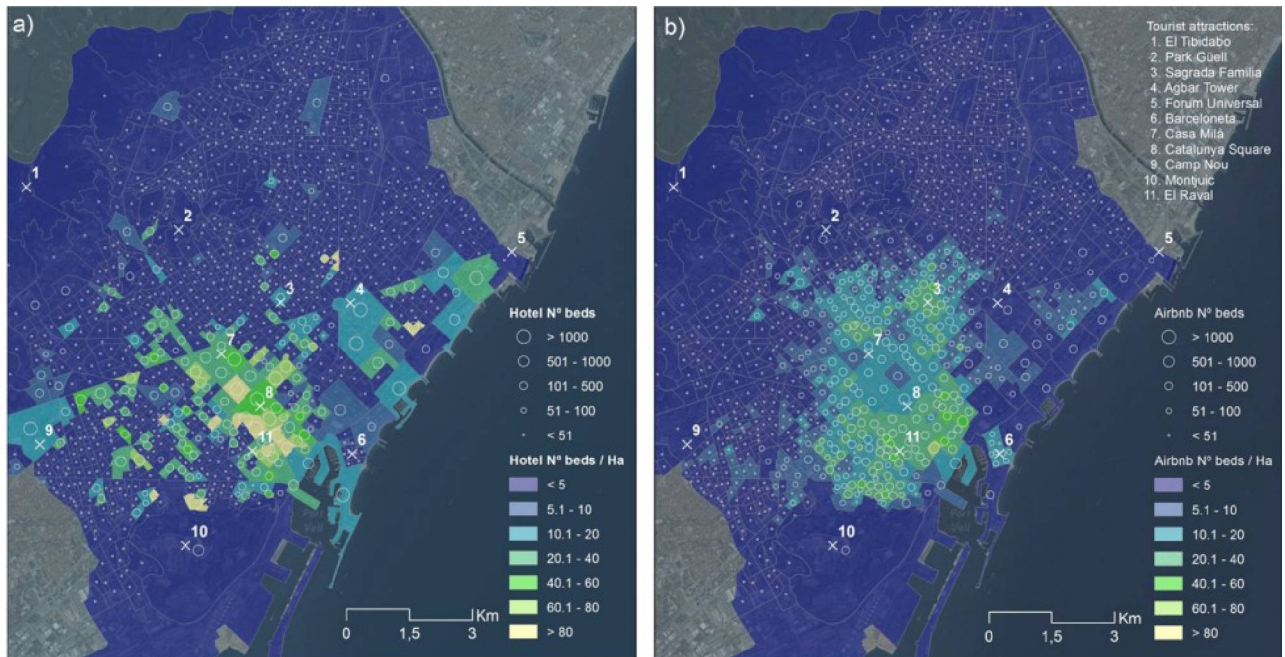 a)
1
2
3
4
5
6
7
8
9
10
11
Hotel Nº beds
> 1000
501 - 1000
101 - 500
51 - 100
< 51
Hotel Nº beds / Ha
< 5
5.1 - 10
10.1 - 20
20.1 - 40
40.1 - 60
60.1 - 80
> 80
Km
0 1,5 3
b)
Tourist attractions:
1. El Tibidabo
2. Park Güell
3. Sagrada Familia
4. Agbar Tower
5. Forum Universal
6. Barceloneta
7. Casa Milà
8. Catalunya Square
9. Camp Nou
10. Montjuic
11. El Raval
1
2
3
4
5
6
7
8
9
10
11
Airbnb Nº beds
> 1000
501 - 1000
101 - 500
51 - 100
< 51
Airbnb Nº beds / Ha
< 5
5.1 - 10
10.1 - 20
20.1 - 40
40.1 - 60
60.1 - 80
> 80
Km
0 1,5 3